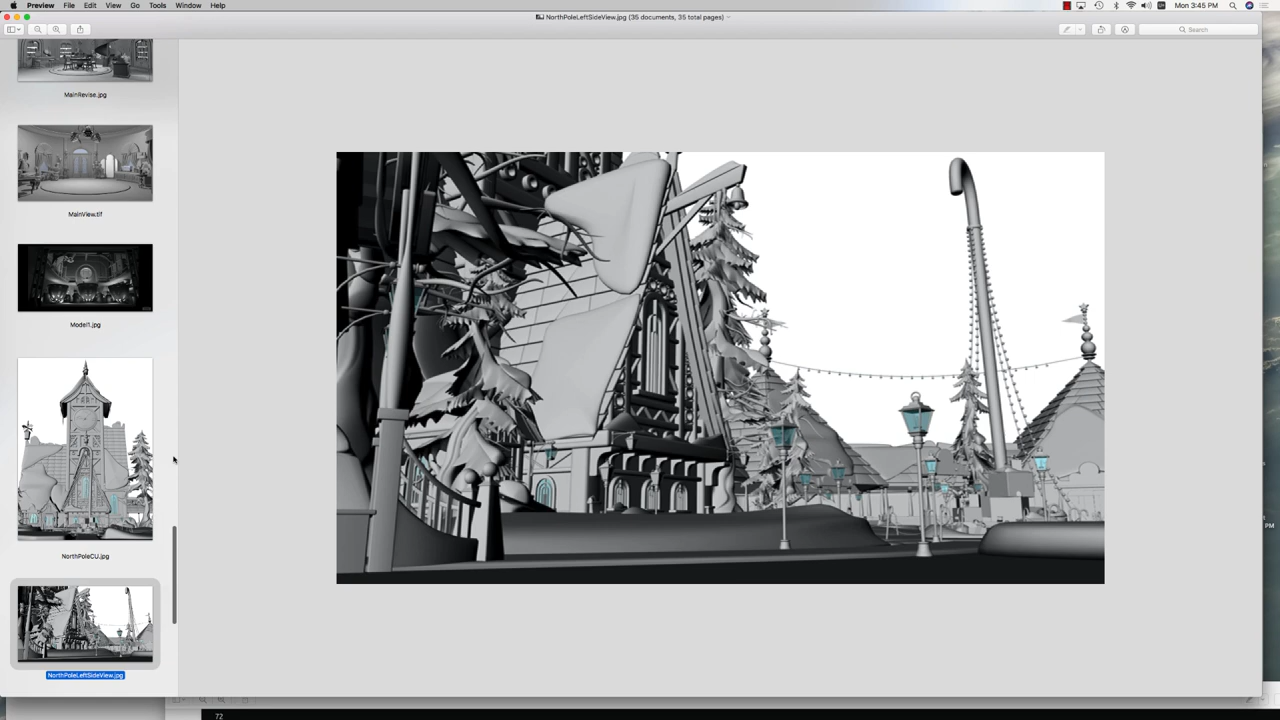 Preview File Edit View Go Tools Window Help
Mon 3:45 PM
NorthPoleLeftSideView.jpg (35 documents, 35 total pages)
Search
MainRevise.jpg
MainView.tif
Model1.jpg
NorthPoleCU.jpg
NorthPoleLeftSideView.jpg
PM
72